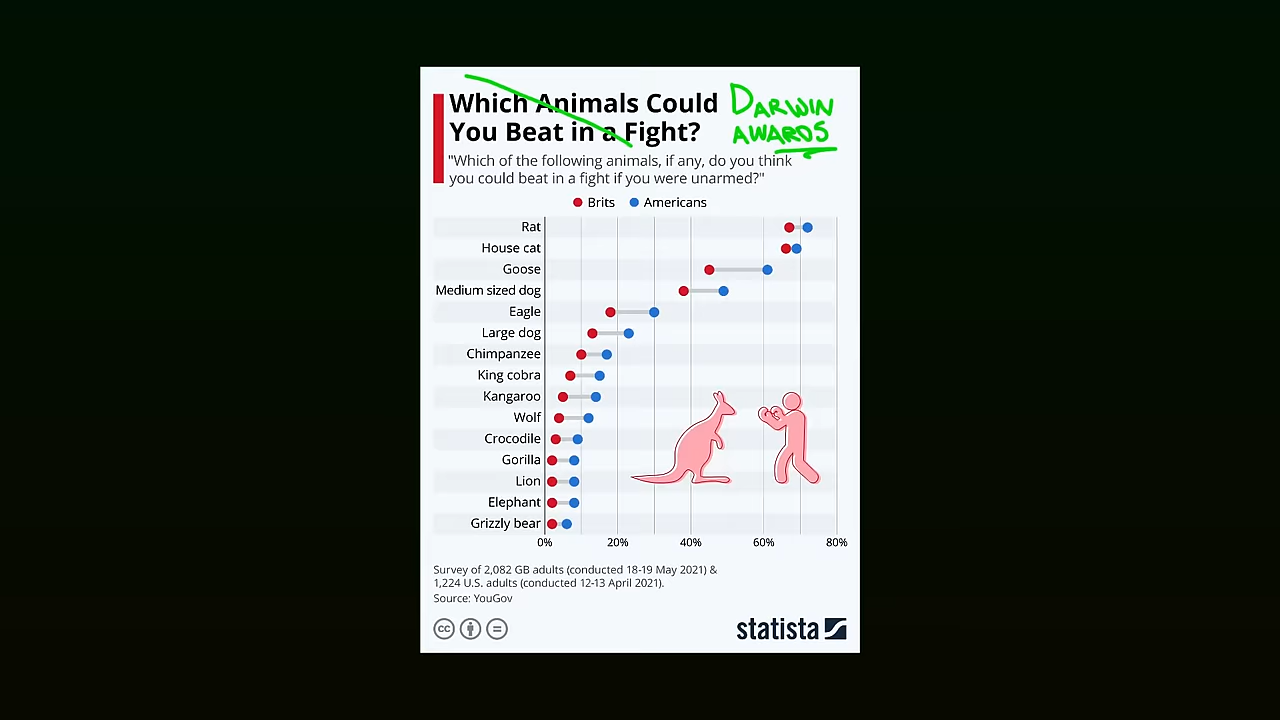 Which Animals Could
You Beat in a Fight?
DARWIN
AWARDS
"Which of the following animals, if any, do you think
you could beat in a fight if you were unarmed?"
Brits Americans
Rat
House cat
Goose
Medium sized dog
Eagle
Large dog
Chimpanzee
King cobra
Kangaroo
Wolf
Crocodile
Gorilla
Lion
Elephant
Grizzly bear
0% 20% 40% 60% 80%
Survey of 2,082 GB adults (conducted 18-19 May 2021) &
1,224 U.S. adults (conducted 12-13 April 2021).
Source: YouGov
cc
statista